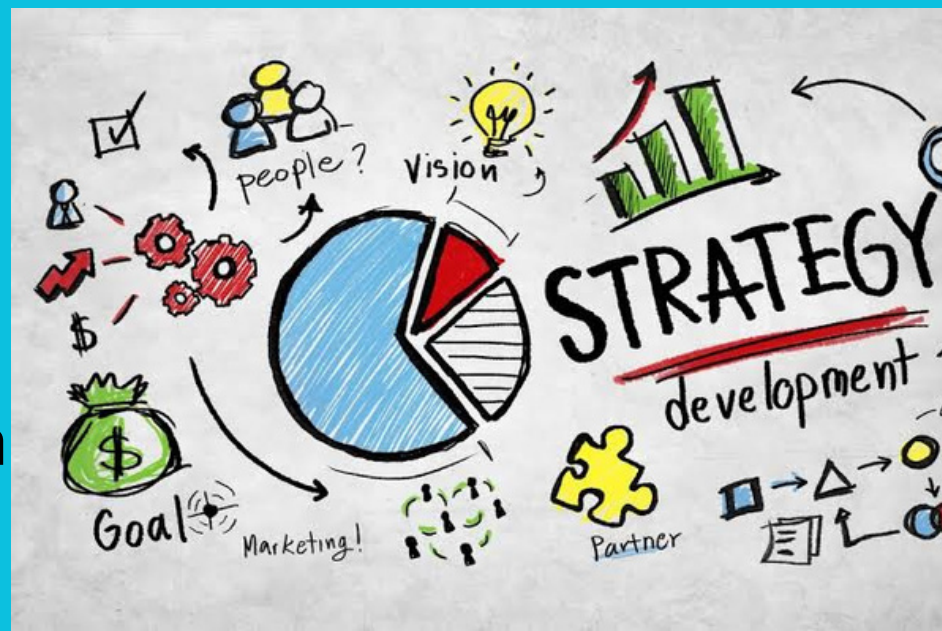 people?
Vision
STRATEGY
development
$
$
Goal
Marketing!
Partner